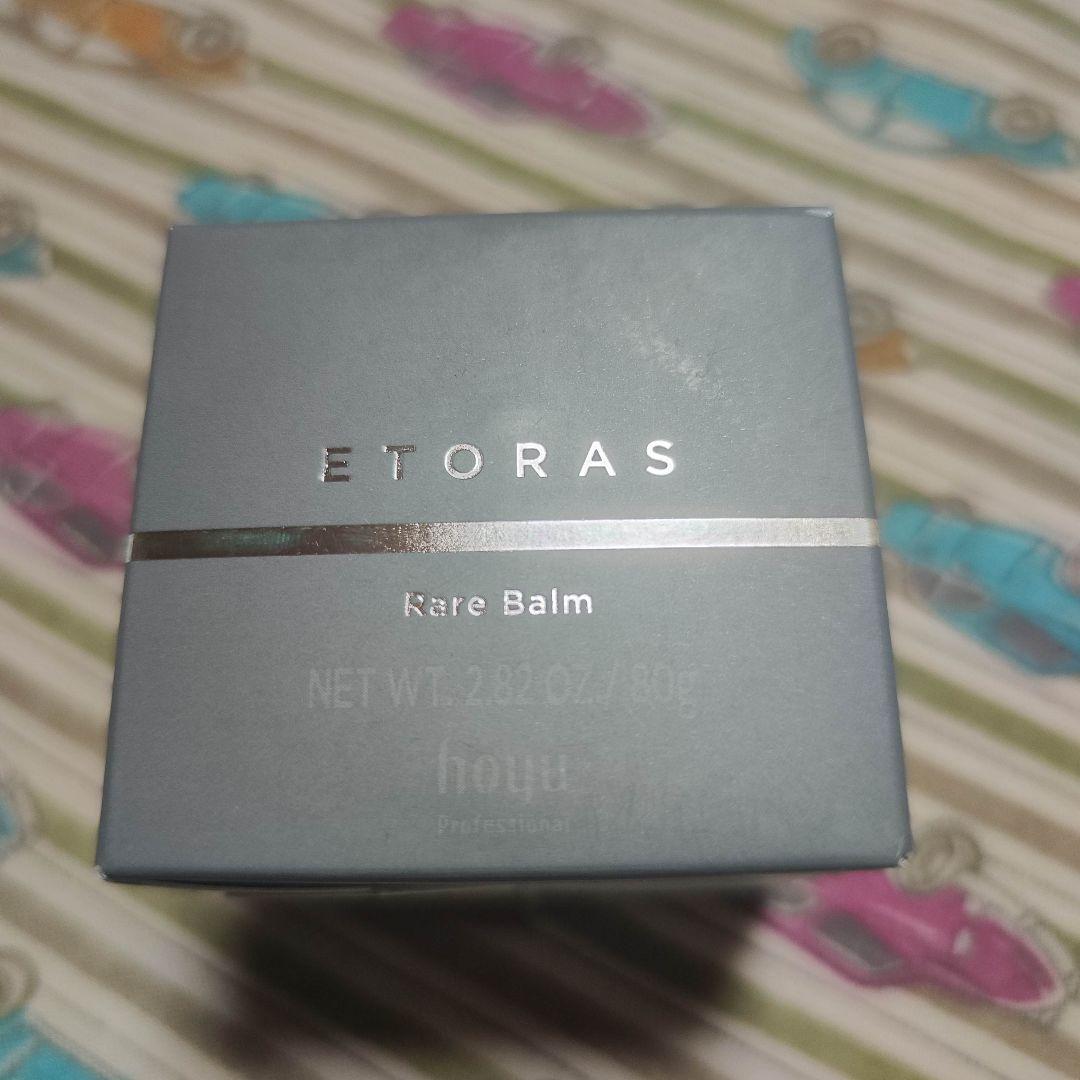 ETORAS
Rare Balm
NET WT. 2.82 OZ. / 80g
hoyu
Professional